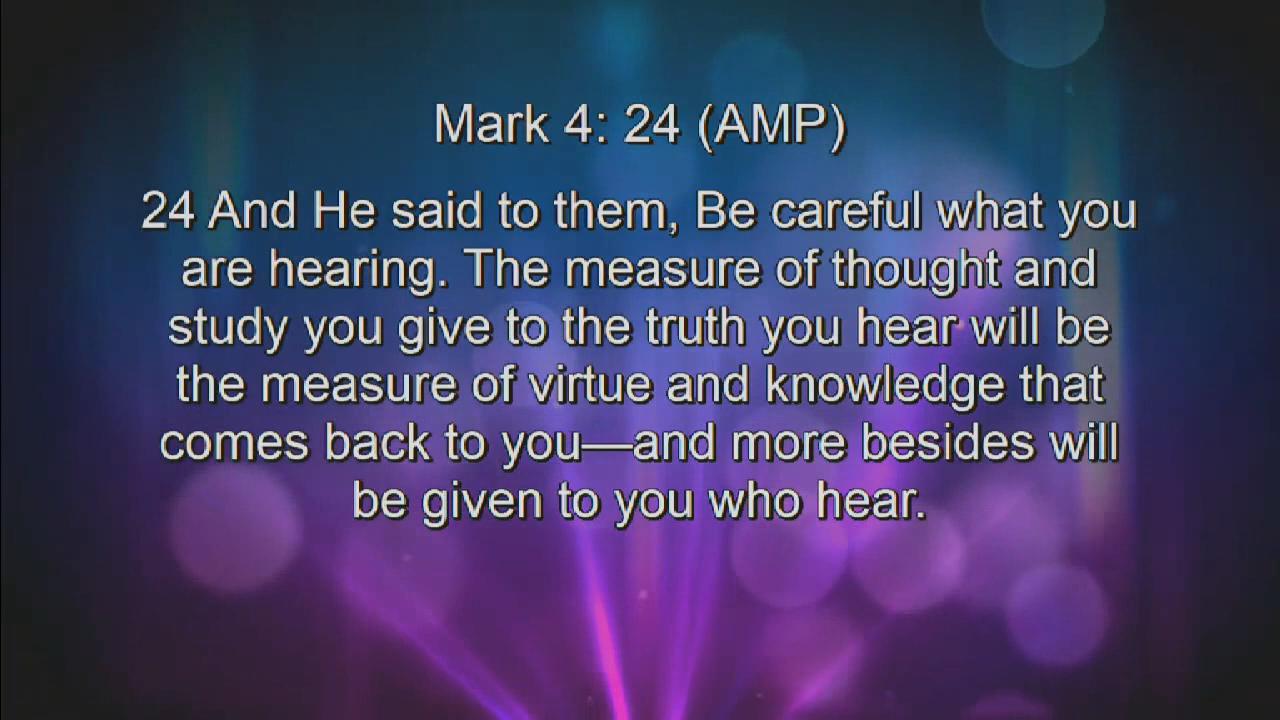 Mark 4: 24 (AMP)
24 And He said to them, Be careful what you
are hearing. The measure of thought and
study you give to the truth you hear will be
the measure of virtue and knowledge that
comes back to you—and more besides will
be given to you who hear.